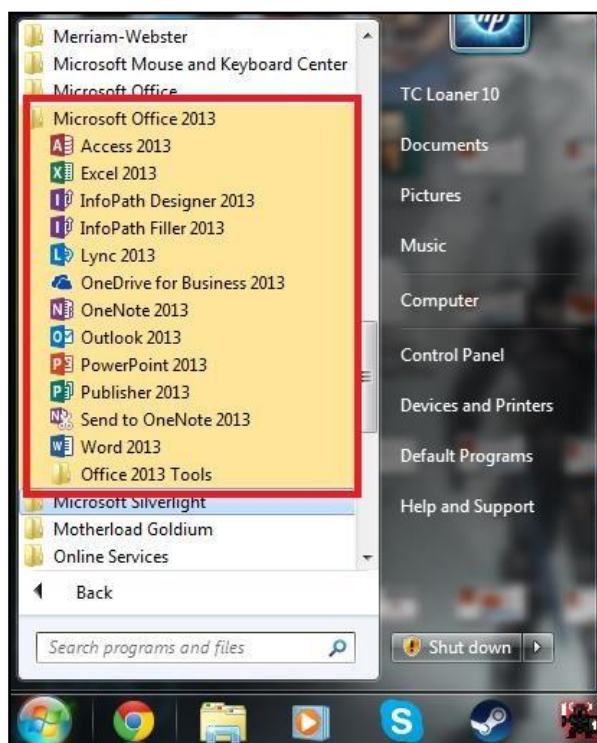 Merriam-Webster
Microsoft Mouse and Keyboard Center
Microsoft Office
Microsoft Office 2013
Access 2013
Excel 2013
InfoPath Designer 2013
InfoPath Filler 2013
Lync 2013
OneDrive for Business 2013
OneNote 2013
Outlook 2013
PowerPoint 2013
Publisher 2013
Send to OneNote 2013
Word 2013
Office 2013 Tools
Microsoft Silverlight
Motherload Goldium
Online Services
Back
Search programs and files
hp
TC Loaner 10
Documents
Pictures
Music
Computer
Control Panel
Devices and Printers
Default Programs
Help and Support
Shut down